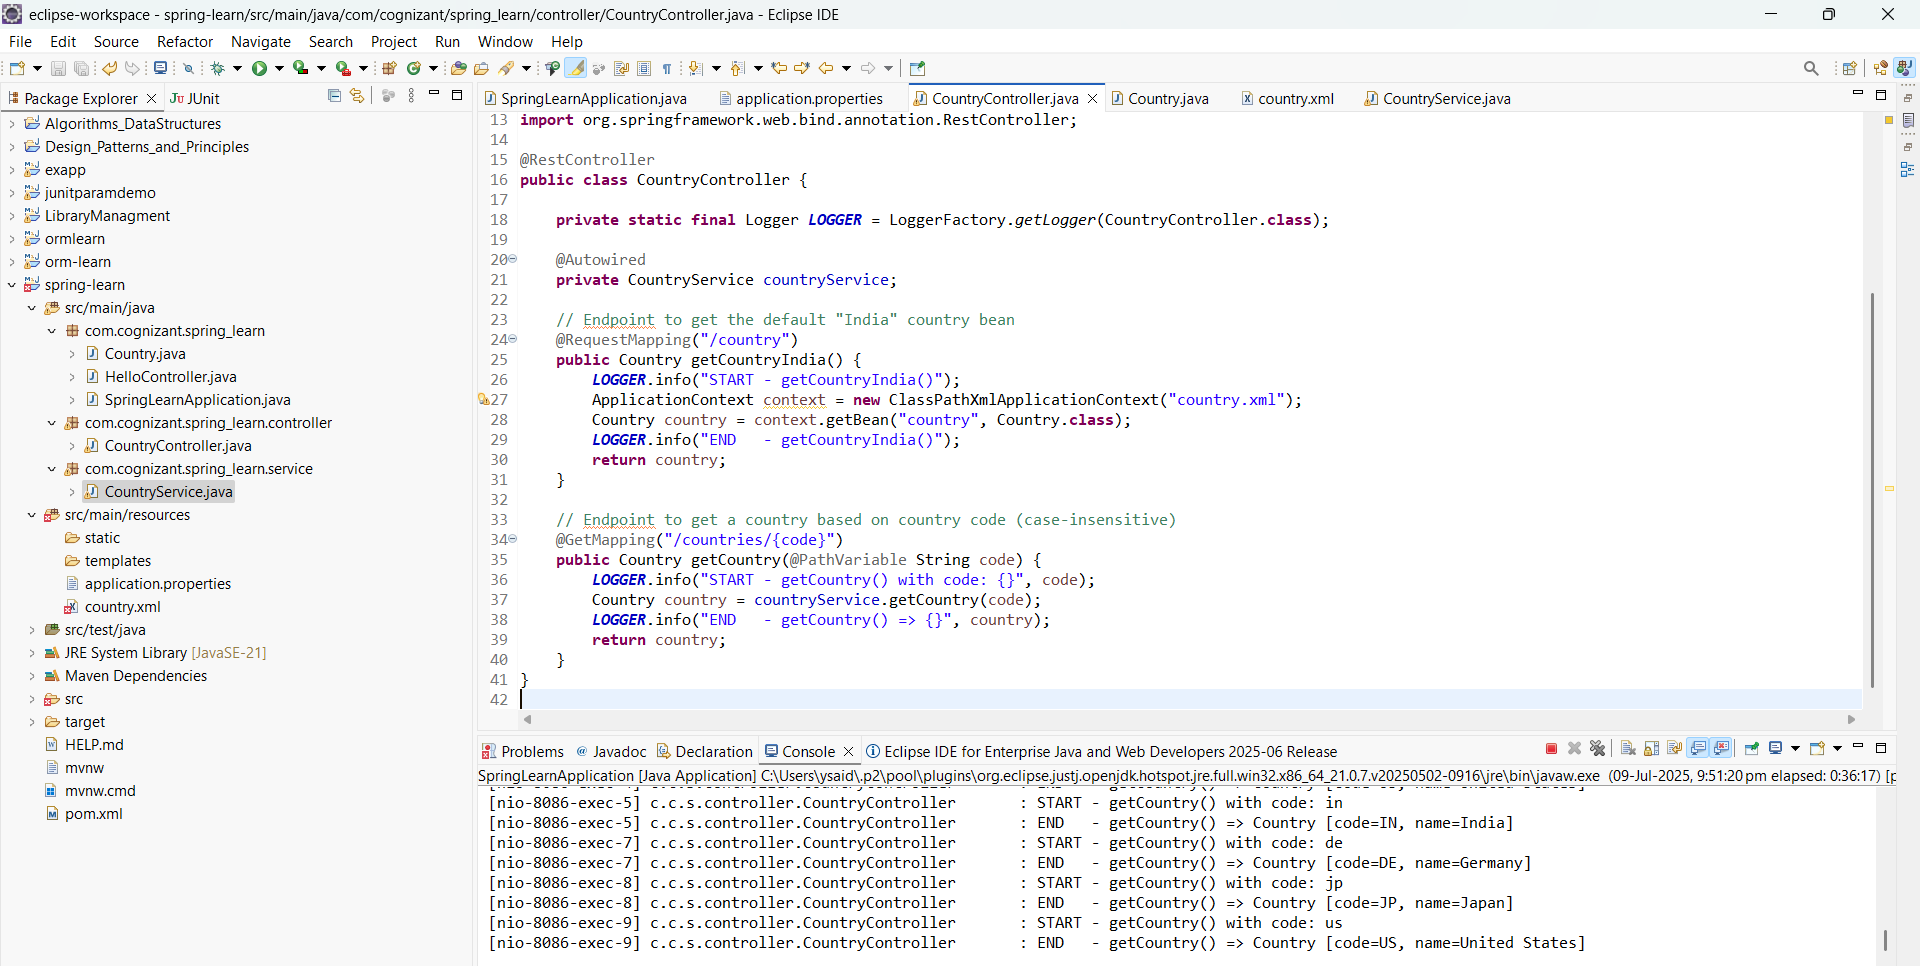 eclipse-workspace - spring-learn/src/main/java/com/cognizant/spring_learn/controller/CountryController.java - Eclipse IDE
File Edit Source Refactor Navigate Search Project Run Window Help
Package Explorer JUnit
Algorithms_DataStructures
Design_Patterns_and_Principles
exapp
junitparamdemo
LibraryManagment
ormlearn
orm-learn
spring-learn
src/main/java
com.cognizant.spring_learn
Country.java
HelloController.java
SpringLearnApplication.java
com.cognizant.spring_learn.controller
CountryController.java
com.cognizant.spring_learn.service
CountryService.java
src/main/resources
static
templates
application.properties
country.xml
src/test/java
JRE System Library [JavaSE-21]
Maven Dependencies
src
target
HELP.md
mvnw
mvnw.cmd
pom.xml
SpringLearnApplication.java application.properties CountryController.java Country.java country.xml CountryService.java
13 import org.springframework.web.bind.annotation.RestController;
14
15 @RestController
16 public class CountryController {
17
18     private static final Logger LOGGER = LoggerFactory.getLogger(CountryController.class);
19
20     @Autowired
21     private CountryService countryService;
22
23     // Endpoint to get the default "India" country bean
24     @RequestMapping("/country")
25     public Country getCountryIndia() {
26         LOGGER.info("START - getCountryIndia()");
27         ApplicationContext context = new ClassPathXmlApplicationContext("country.xml");
28         Country country = context.getBean("country", Country.class);
29         LOGGER.info("END   - getCountryIndia()");
30         return country;
31     }
32
33     // Endpoint to get a country based on country code (case-insensitive)
34     @GetMapping("/countries/{code}")
35     public Country getCountry(@PathVariable String code) {
36         LOGGER.info("START - getCountry() with code: {}", code);
37         Country country = countryService.getCountry(code);
38         LOGGER.info("END   - getCountry() => {}", country);
39         return country;
40     }
41 }
42
Problems Javadoc Declaration Console Eclipse IDE for Enterprise Java and Web Developers 2025-06 Release
SpringLearnApplication [Java Application] C:\Users\ysaid\.p2\pool\plugins\org.eclipse.justj.openjdk.hotspot.jre.full.win32.x86_64_21.0.7.v20250502-0916\jre\bin\javaw.exe (09-Jul-2025, 9:51:20 pm elapsed: 0:36:17) [p
[nio-8086-exec-5] c.c.s.controller.CountryController       : START - getCountry() with code: in
[nio-8086-exec-5] c.c.s.controller.CountryController       : END   - getCountry() => Country [code=IN, name=India]
[nio-8086-exec-7] c.c.s.controller.CountryController       : START - getCountry() with code: de
[nio-8086-exec-7] c.c.s.controller.CountryController       : END   - getCountry() => Country [code=DE, name=Germany]
[nio-8086-exec-8] c.c.s.controller.CountryController       : START - getCountry() with code: jp
[nio-8086-exec-8] c.c.s.controller.CountryController       : END   - getCountry() => Country [code=JP, name=Japan]
[nio-8086-exec-9] c.c.s.controller.CountryController       : START - getCountry() with code: us
[nio-8086-exec-9] c.c.s.controller.CountryController       : END   - getCountry() => Country [code=US, name=United States]